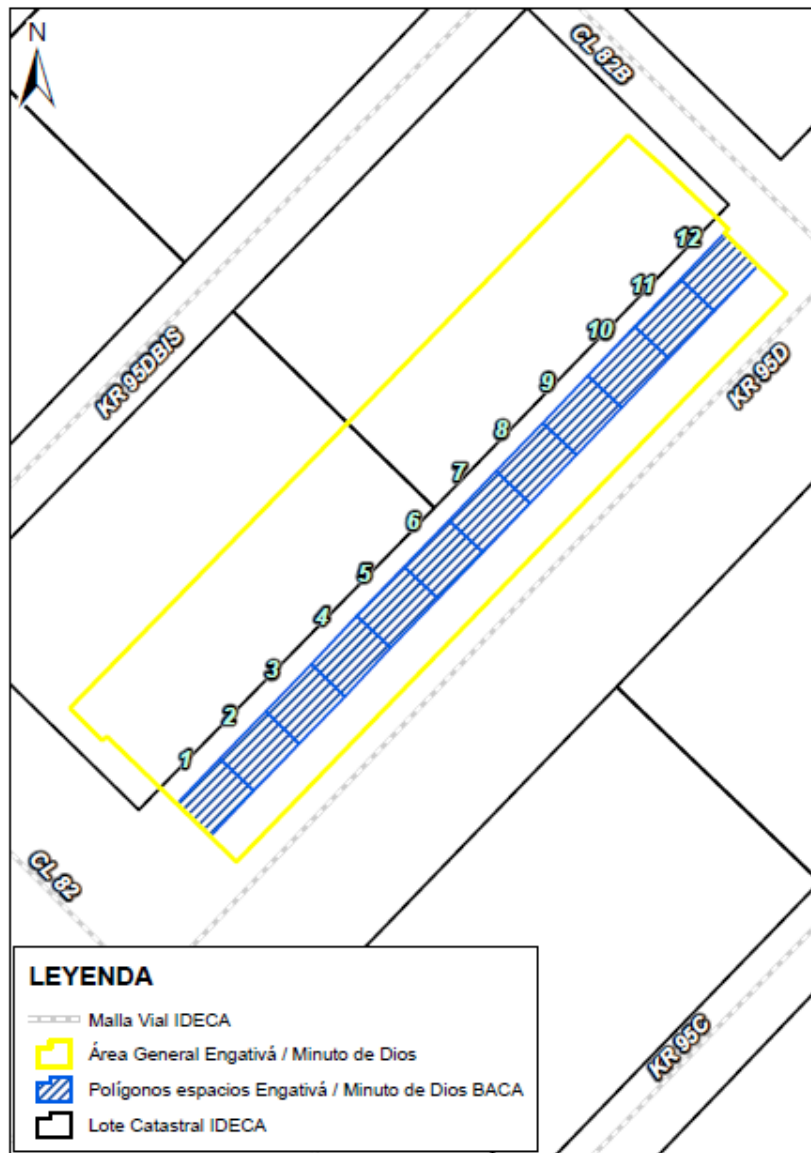 N
CL 82B
12
11
10
KR 95DBIS
KR 95D
9
8
7
6
5
4
3
2
1
CL 82
KR 95C
LEYENDA
Malla Vial IDECA
Área General Engativá / Minuto de Dios
Polígonos espacios Engativá / Minuto de Dios BACA
Lote Catastral IDECA